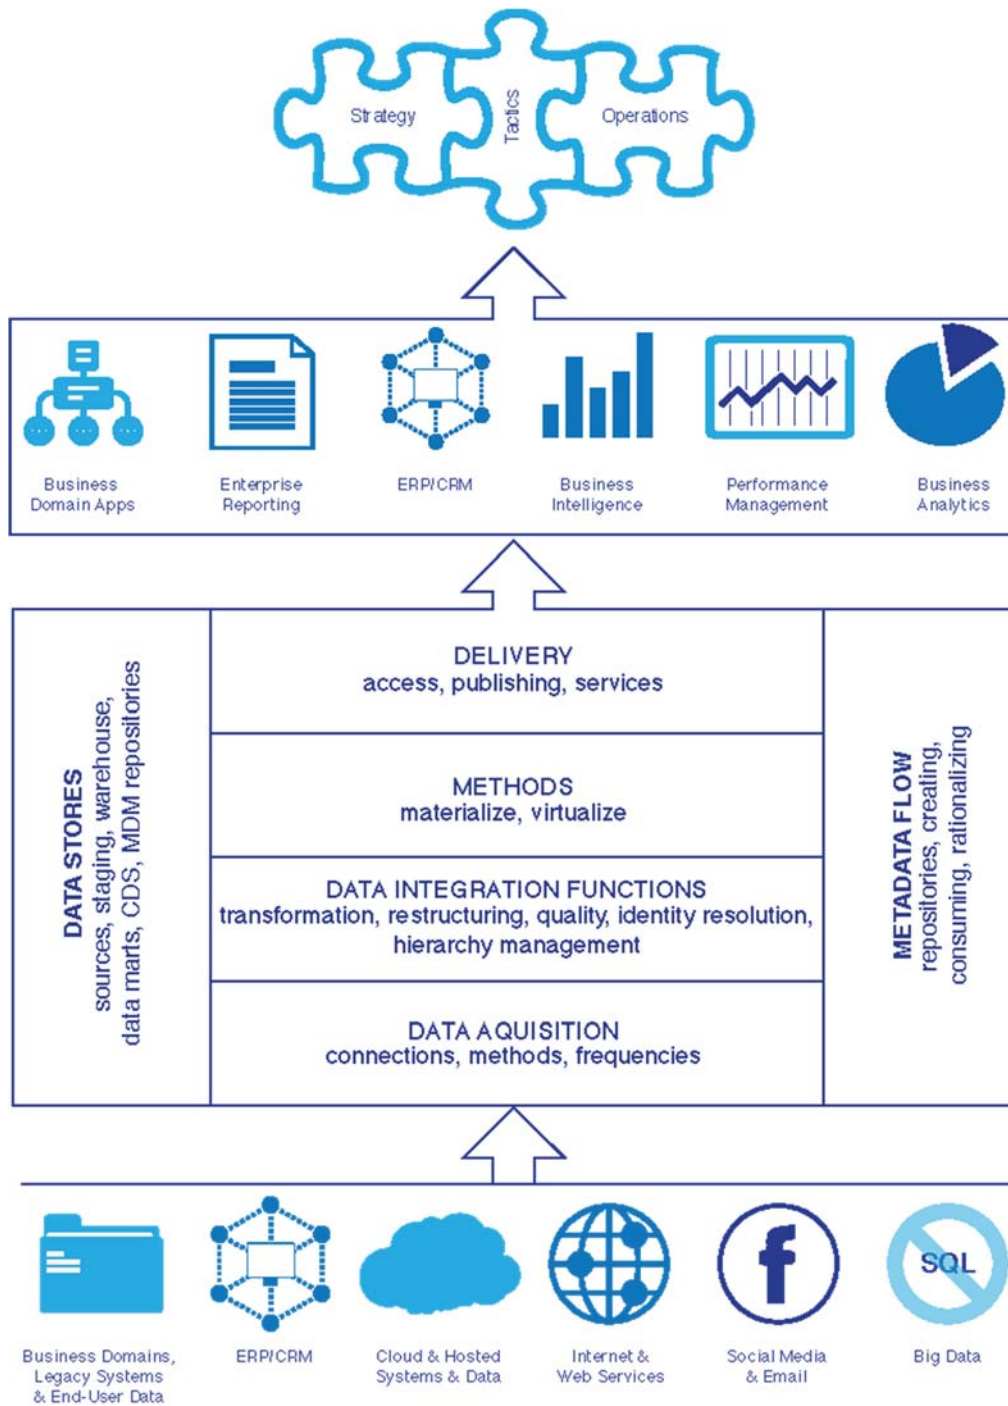 Strategy
Tactics
Operations
Business
Domain Apps
Enterprise
Reporting
ERP/CRM
Business
Intelligence
Performance
Management
Business
Analytics
DATA STORES
sources, staging, warehouse,
data marts, CDS, MDM repositories
DELIVERY
access, publishing, services
METHODS
materialize, virtualize
DATA INTEGRATION FUNCTIONS
transformation, restructuring, quality, identity resolution,
hierarchy management
DATA AQUISITION
connections, methods, frequencies
METADATA FLOW
repositories, creating,
consuming, rationalizing
SQL
Business Domains,
Legacy Systems
& End-User Data
ERP/CRM
Cloud & Hosted
Systems & Data
Internet &
Web Services
Social Media
& Email
Big Data